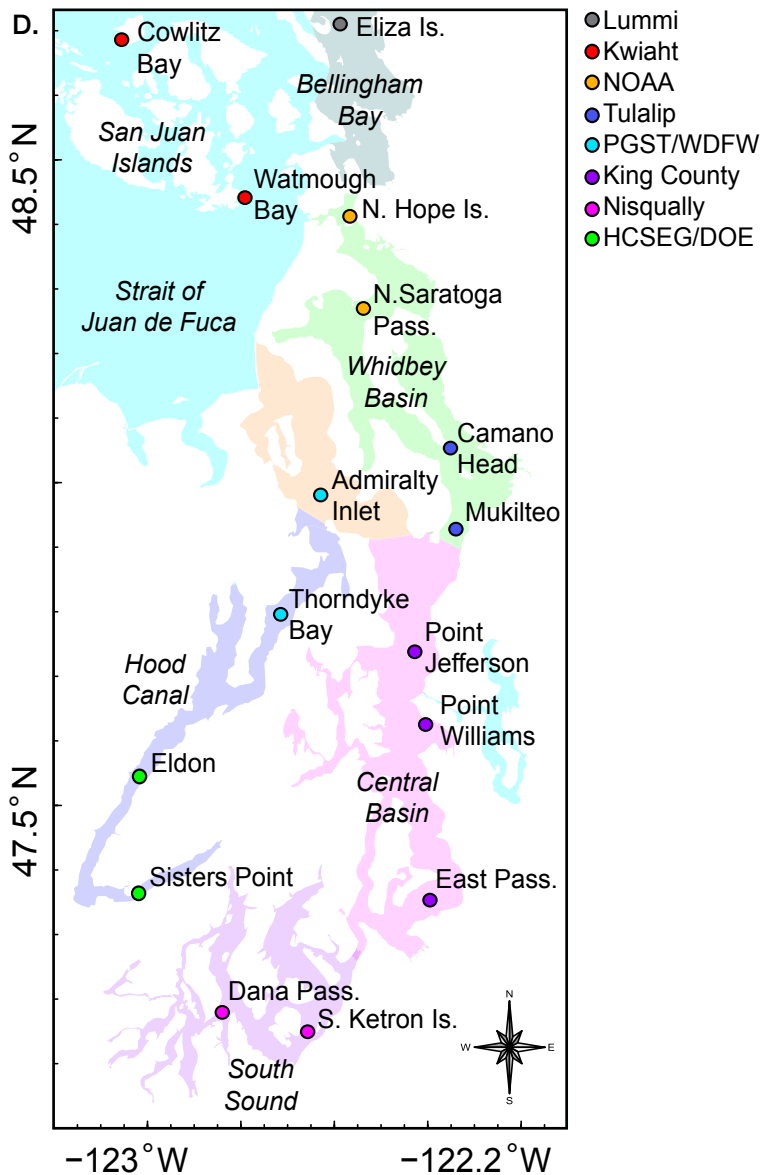 D.
Cowlitz
Bay
Eliza Is.
Bellingham
Bay
San Juan
Islands
Watmough
Bay
N. Hope Is.
Strait of
Juan de Fuca
N.Saratoga
Pass.
Whidbey
Basin
Camano
Head
Admiralty
Inlet
Mukilteo
Thorndyke
Bay
Point
Jefferson
Hood
Canal
Point
Williams
Eldon
Central
Basin
Sisters Point
East Pass.
Dana Pass.
S. Ketron Is.
South
Sound
N
W
E
S
48.5°N
47.5°N
−123°W
−122.2°W
Lummi
Kwiaht
NOAA
Tulalip
PGST/WDFW
King County
Nisqually
HCSEG/DOE